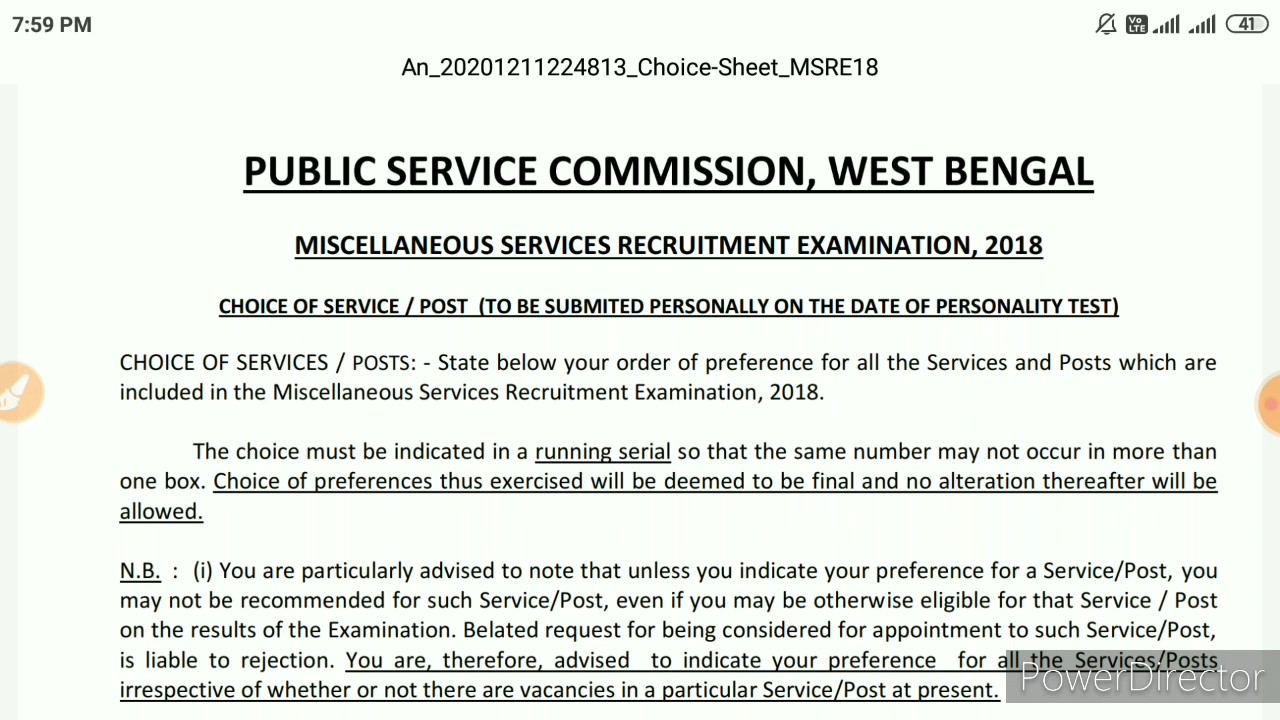 7:59 PM
Vo LTE
41
An_20201211224813_Choice-Sheet_MSRE18
PUBLIC SERVICE COMMISSION, WEST BENGAL
MISCELLANEOUS SERVICES RECRUITMENT EXAMINATION, 2018
CHOICE OF SERVICE / POST (TO BE SUBMITED PERSONALLY ON THE DATE OF PERSONALITY TEST)
CHOICE OF SERVICES / POSTS: - State below your order of preference for all the Services and Posts which are
included in the Miscellaneous Services Recruitment Examination, 2018.
The choice must be indicated in a running serial so that the same number may not occur in more than
one box. Choice of preferences thus exercised will be deemed to be final and no alteration thereafter will be
allowed.
N.B. : (i) You are particularly advised to note that unless you indicate your preference for a Service/Post, you
may not be recommended for such Service/Post, even if you may be otherwise eligible for that Service / Post
on the results of the Examination. Belated request for being considered for appointment to such Service/Post,
is liable to rejection. You are, therefore, advised to indicate your preference for all the Services/Posts
irrespective of whether or not there are vacancies in a particular Service/Post at present.
PowerDirector